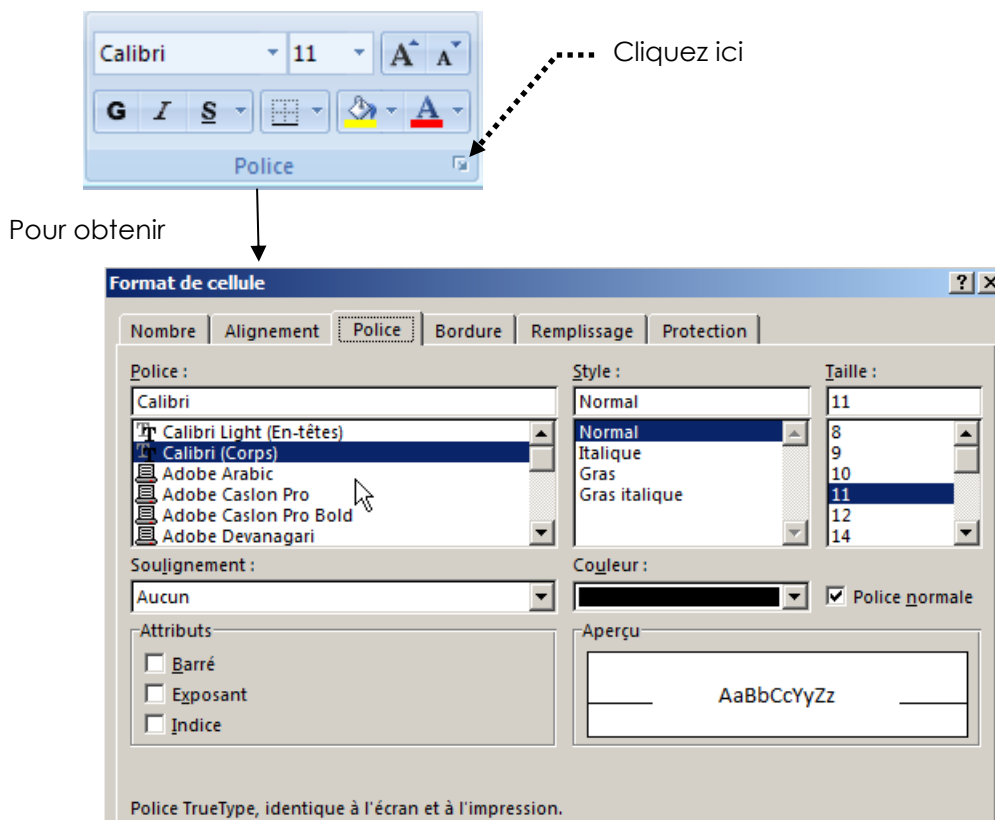 Calibri 11 A A
Cliquez ici
G I S A
Police
Pour obtenir
Format de cellule ?
Nombre Alignement Police Bordure Remplissage Protection
Police : Style : Taille :
Calibri Normal 11
Calibri Light (En-têtes) Normal 8
Calibri (Corps) Italique 9
Adobe Arabic Gras 10
Adobe Caslon Pro Gras italique 11
Adobe Caslon Pro Bold 12
Adobe Devanagari 14
Soulignement : Couleur :
Aucun Police normale
Attributs Aperçu
Barré
Exposant AaBbCcYyZz
Indice
Police TrueType, identique à l'écran et à l'impression.